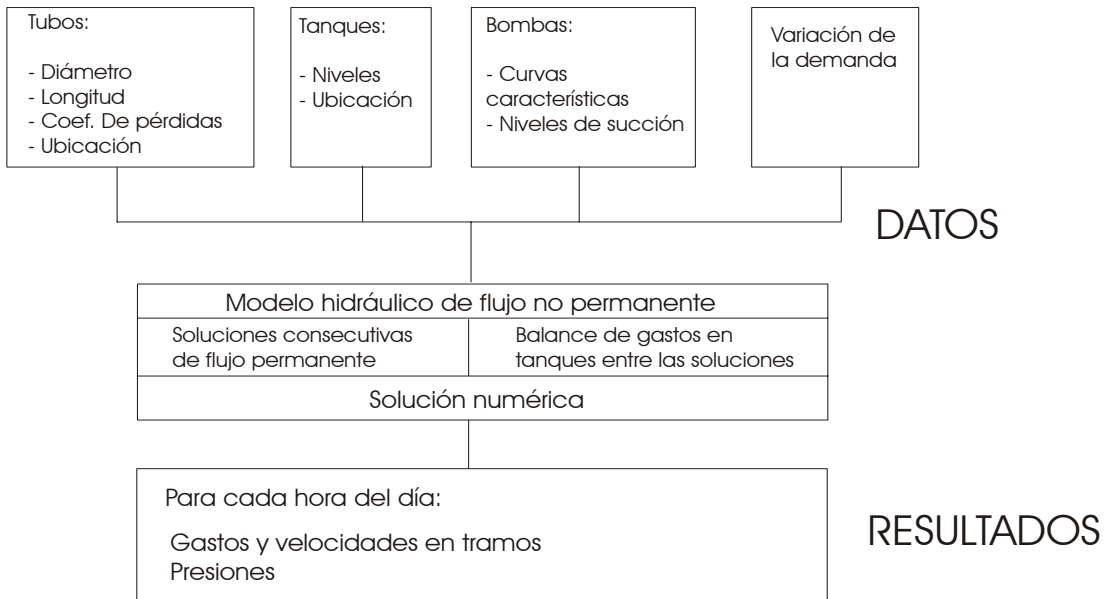 Tubos:
- Diámetro
- Longitud
- Coef. De pérdidas
- Ubicación
Tanques:
- Niveles
- Ubicación
Bombas:
- Curvas
características
- Niveles de succión
Variación de
la demanda
DATOS
Modelo hidráulico de flujo no permanente
Soluciones consecutivas
de flujo permanente
Balance de gastos en
tanques entre las soluciones
Solución numérica
Para cada hora del día:
Gastos y velocidades en tramos
Presiones
RESULTADOS